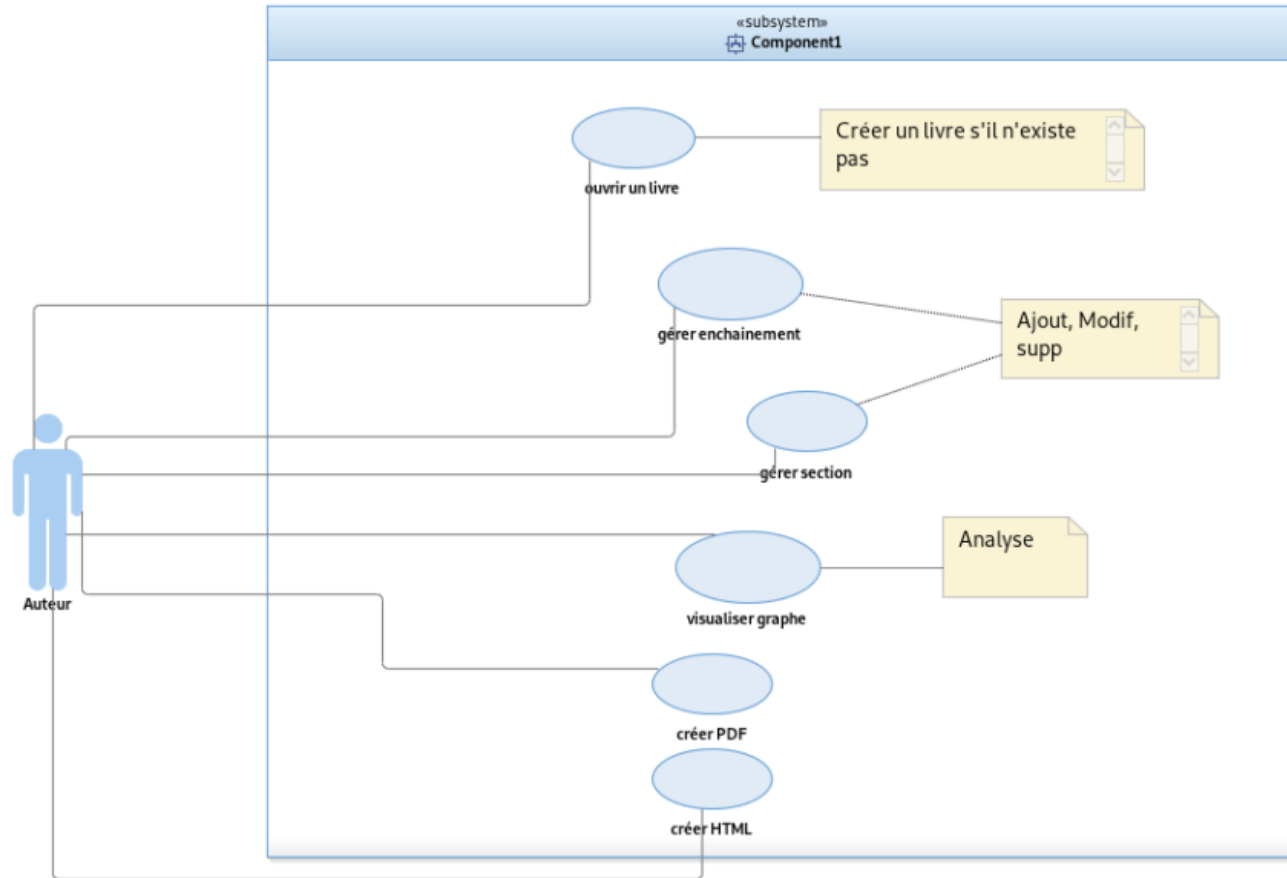 «subsystem»
Component1
Créer un livre s'il n'existe
pas
ouvrir un livre
gérer enchainement
Ajout, Modif,
supp
gérer section
Analyse
Auteur
visualiser graphe
créer PDF
créer HTML